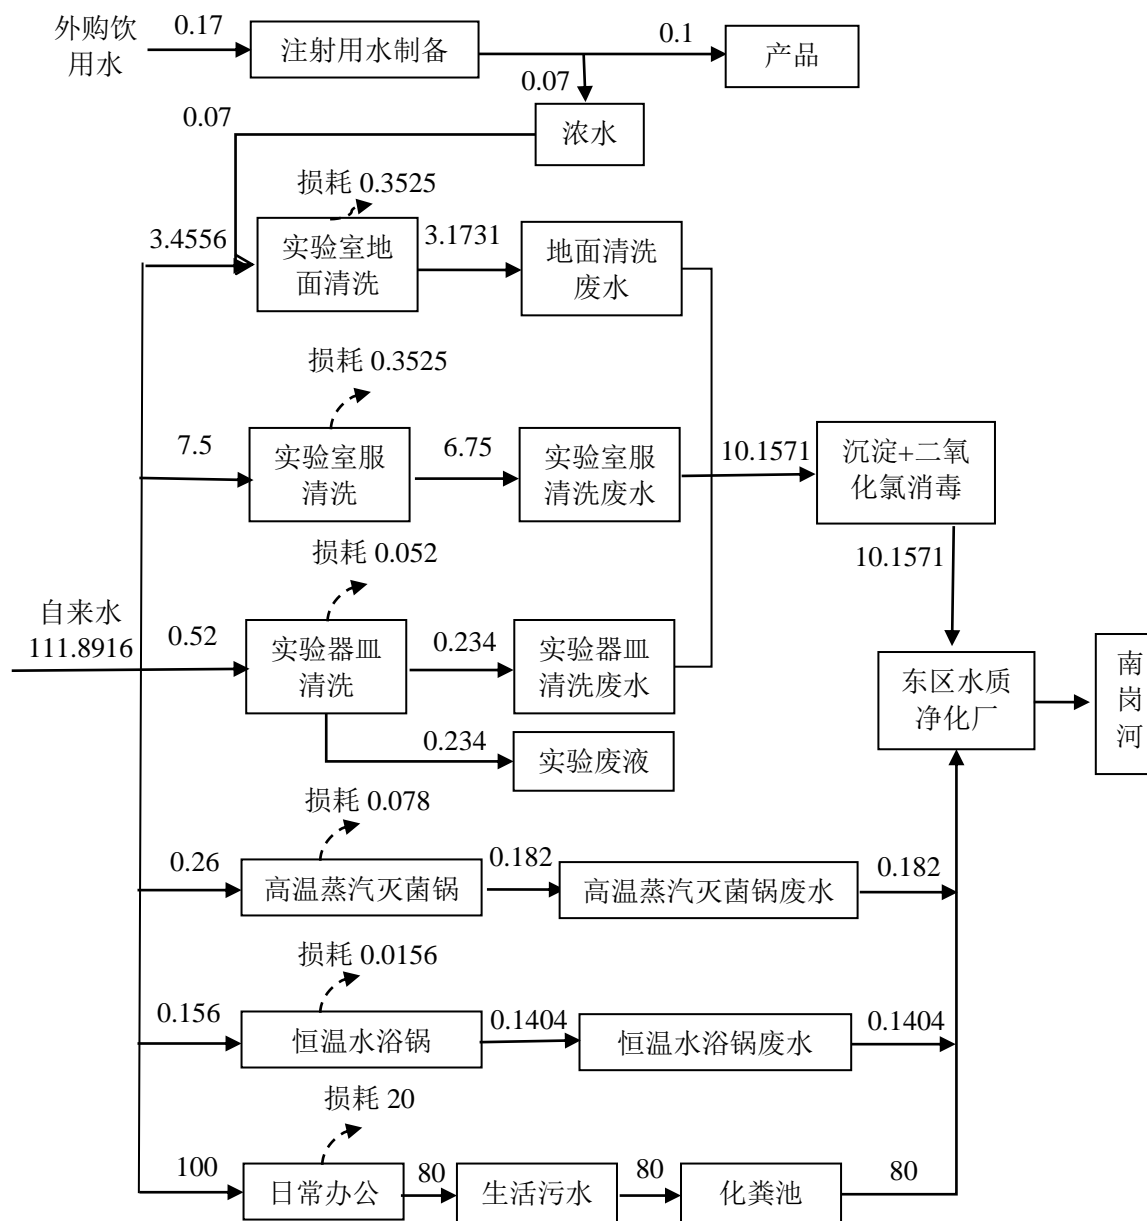 外购饮
用水
0.17
注射用水制备
0.1
产品
0.07
浓水
0.07
损耗 0.3525
3.4556
实验室地
面清洗
3.1731
地面清洗
废水
损耗 0.3525
7.5
实验室服
清洗
6.75
实验室服
清洗废水
10.1571
沉淀+二氧
化氯消毒
10.1571
损耗 0.052
自来水
111.8916
0.52
实验器皿
清洗
0.234
实验器皿
清洗废水
东区水质
净化厂
南
岗
河
0.234
实验废液
损耗 0.078
0.26
高温蒸汽灭菌锅
0.182
高温蒸汽灭菌锅废水
0.182
损耗 0.0156
0.156
恒温水浴锅
0.1404
恒温水浴锅废水
0.1404
损耗 20
100
日常办公
80
生活污水
80
化粪池
80